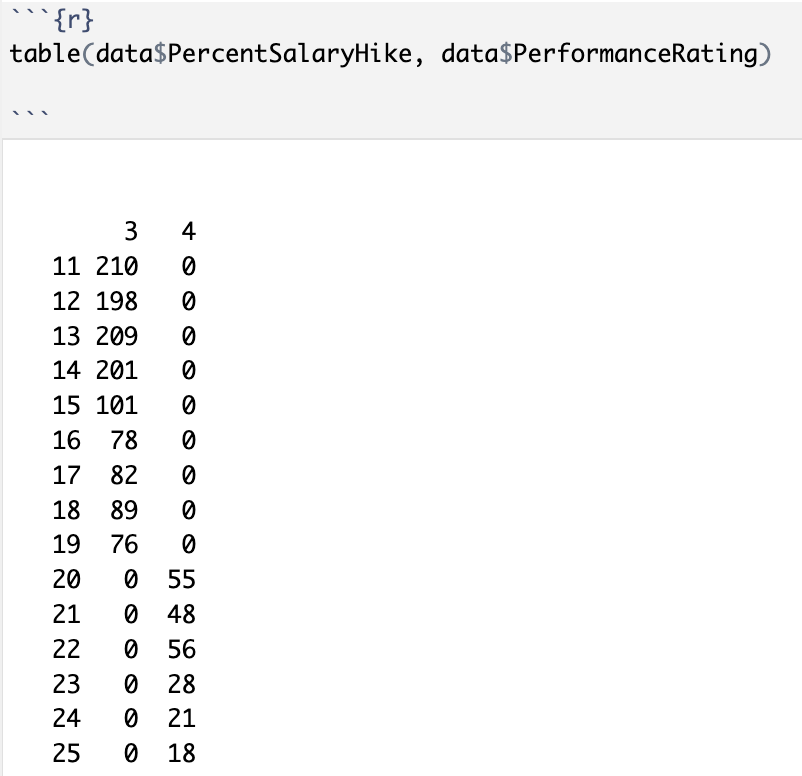 ```{r}
table(data$PercentSalaryHike, data$PerformanceRating)
```
3 4
11 210 0
12 198 0
13 209 0
14 201 0
15 101 0
16 78 0
17 82 0
18 89 0
19 76 0
20 0 55
21 0 48
22 0 56
23 0 28
24 0 21
25 0 18